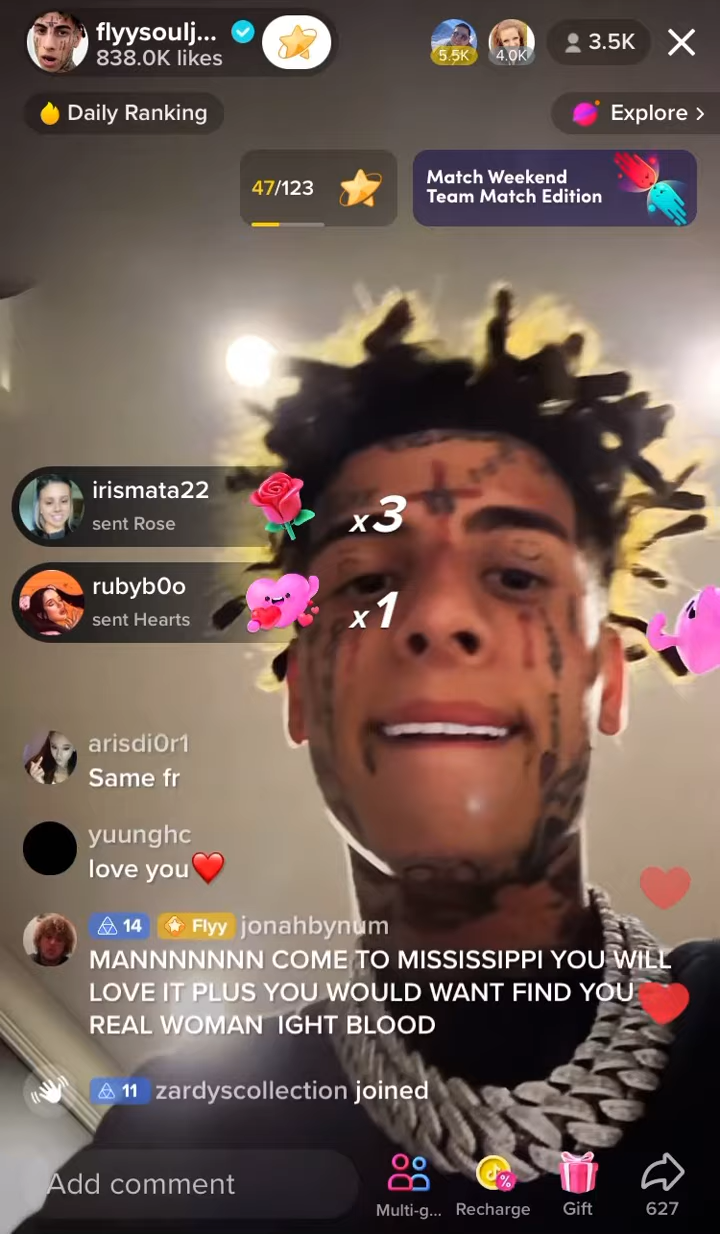 flyysoulj...
838.0K likes
5.5K
4.0K
3.5K
Daily Ranking
Explore >
47/123
Match Weekend
Team Match Edition
irismata22
sent Rose
x3
rubyb0o
sent Hearts
x1
arisdi0r1
Same fr
yuunghc
love you❤️
14 Flyy jonahbynum
MANNNNNNN COME TO MISSISSIPPI YOU WILL
LOVE IT PLUS YOU WOULD WANT FIND YOU
REAL WOMAN IGHT BLOOD
11 zardyscollection joined
Add comment
Multi-g...
Recharge
Gift
627